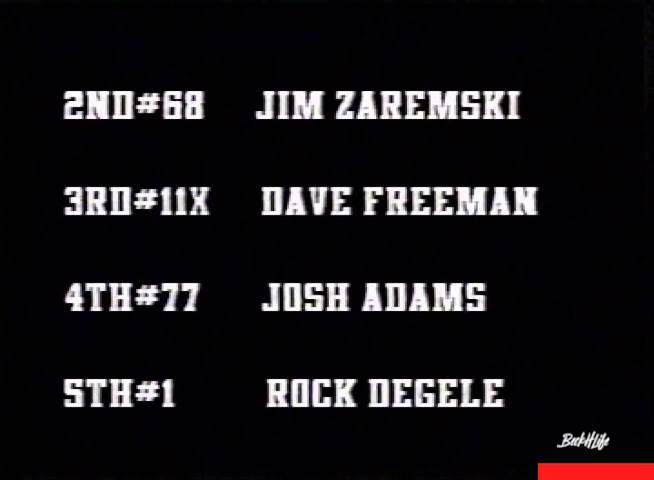 2ND#68 JIM ZAREMSKI
3RD#11X DAVE FREEMAN
4TH#77 JOSH ADAMS
5TH#1 ROCK DEGELE